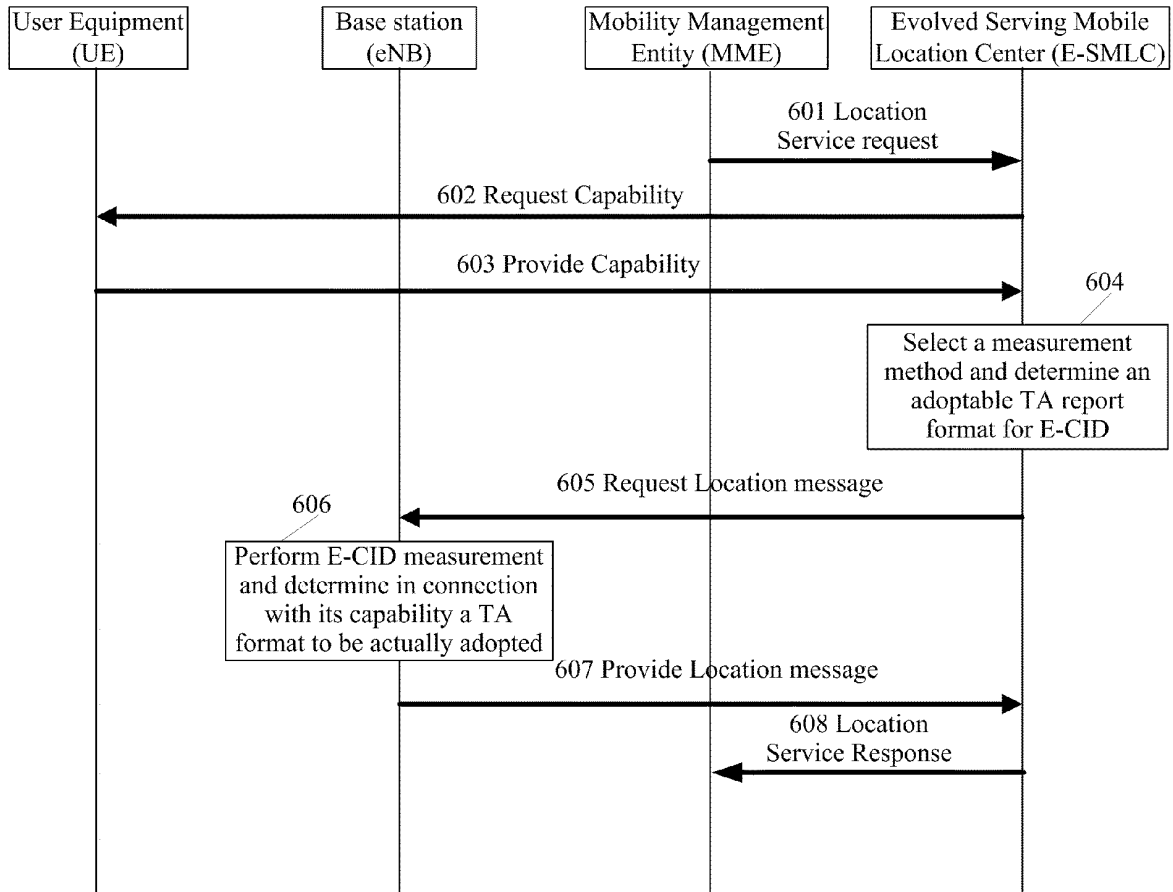 User Equipment
(UE)
Base station
(eNB)
Mobility Management
Entity (MME)
Evolved Serving Mobile
Location Center (E-SMLC)
601 Location
Service request
602 Request Capability
603 Provide Capability
604
Select a measurement
method and determine an
adoptable TA report
format for E-CID
605 Request Location message
606
Perform E-CID measurement
and determine in connection
with its capability a TA
format to be actually adopted
607 Provide Location message
608 Location
Service Response